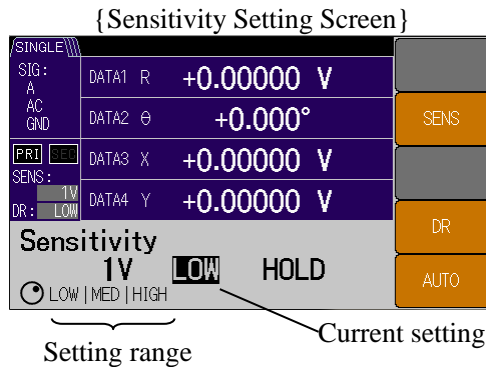 {Sensitivity Setting Screen}
SINGLE
SIG:
A
AC
GND
DATA1 R +0.00000 V
DATA2 θ +0.000°
DATA3 X +0.00000 V
DATA4 Y +0.00000 V
PRI SEC
SENS:
1V
DR: LOW
SENS
DR
AUTO
Sensitivity
1V LOW HOLD
LOW|MED|HIGH
Current setting
Setting range